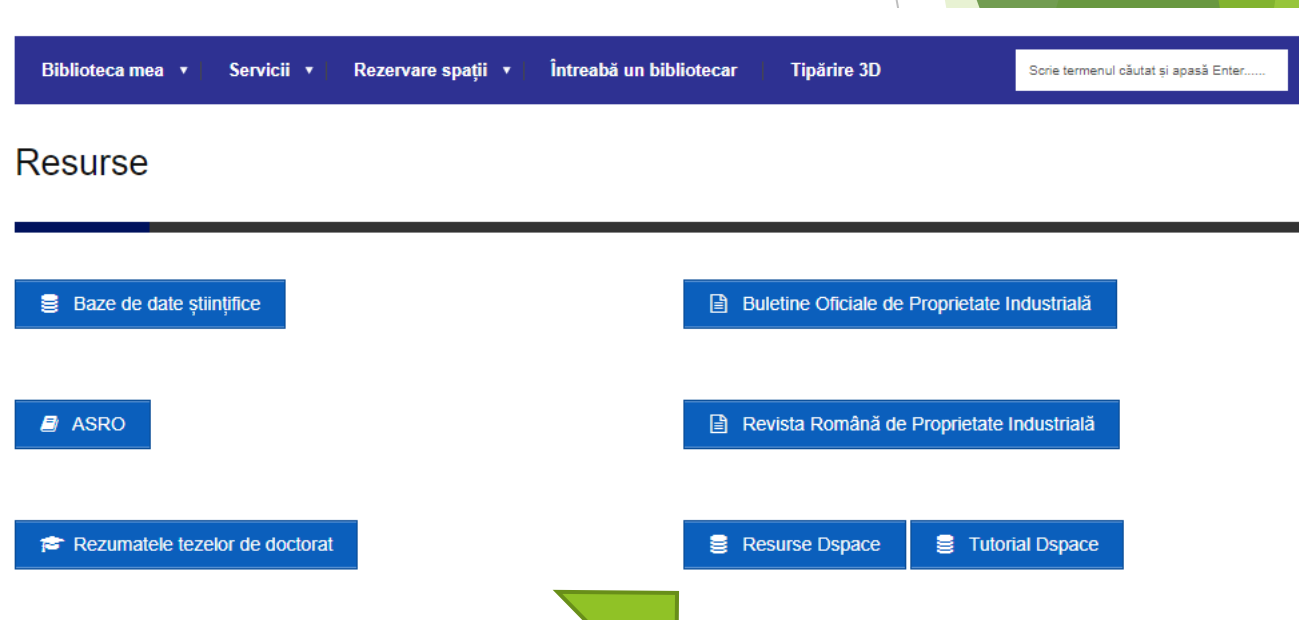 Biblioteca mea ▼ Servicii ▼ Rezervare spații ▼ Întreabă un bibliotecar Tipărire 3D Scrie termenul căutat și apasă Enter......
Resurse
Baze de date științifice Buletine Oficiale de Proprietate Industrială
ASRO Revista Română de Proprietate Industrială
Rezumatele tezelor de doctorat Resurse Dspace Tutorial Dspace